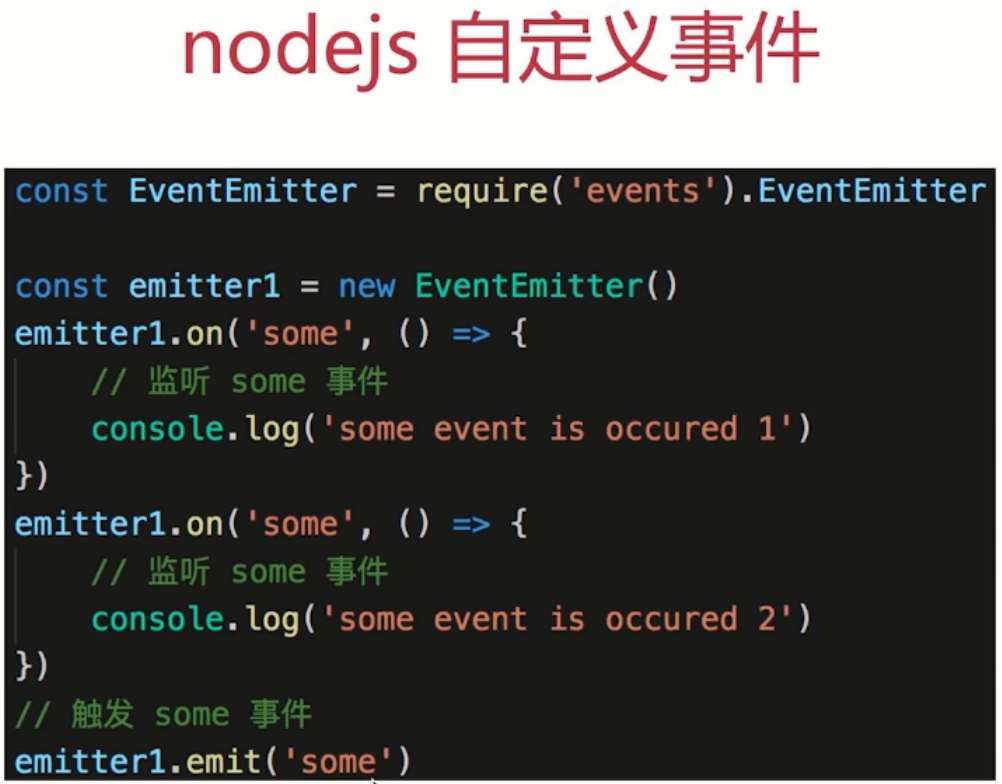 nodejs 自定义事件
const EventEmitter = require('events').EventEmitter
const emitter1 = new EventEmitter()
emitter1.on('some', () => {
    // 监听 some 事件
    console.log('some event is occured 1')
})
emitter1.on('some', () => {
    // 监听 some 事件
    console.log('some event is occured 2')
})
// 触发 some 事件
emitter1.emit('some')